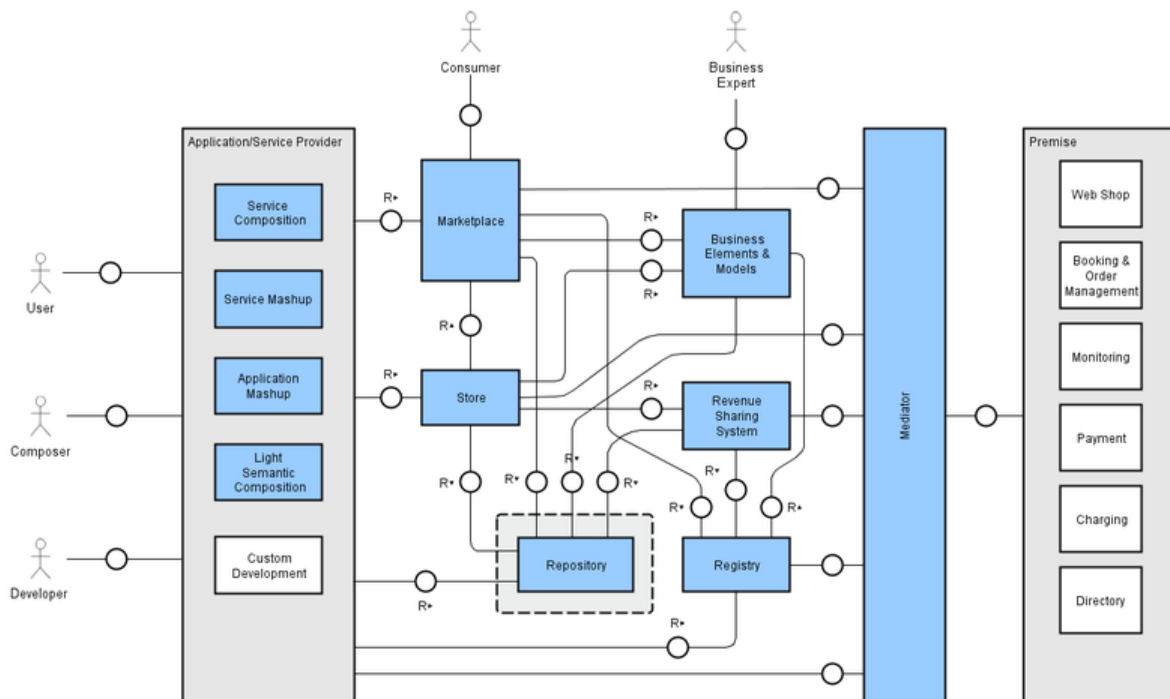 Consumer
Business
Expert
Application/Service Provider
Premise
Service
Composition
R▸
Marketplace
Web Shop
R▸
Business
Elements &
Models
Booking &
Order
Management
User
Service Mashup
R▸
R▴
Monitoring
Application
Mashup
R▸
Store
R▸
Revenue
Sharing
System
Mediator
Composer
Payment
Light
Semantic
Composition
R▾
R▾
R▾
R▾
R▾
R▾
R▴
Charging
Custom
Development
Repository
Registry
Developer
R▸
Directory
R▸